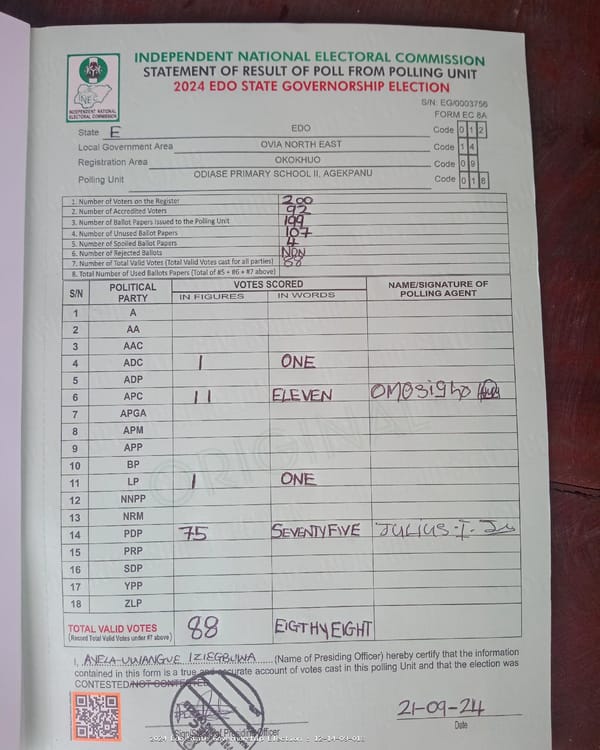 INDEPENDENT NATIONAL ELECTORAL COMMISSION
STATEMENT OF RESULT OF POLL FROM POLLING UNIT
2024 EDO STATE GOVERNORSHIP ELECTION
INEC
INDEPENDENT NATIONAL ELECTORAL COMMISSION
S/N: EG/0003756
FORM EC 8A
State E EDO Code 0 1 2
Local Government Area OVIA NORTH EAST Code 1 4
Registration Area OKOKHUO Code 0 9
Polling Unit ODIASE PRIMARY SCHOOL II, AGEKPANU Code 0 1 8
1. Number of Voters on the Register 200
2. Number of Accredited Voters 92
3. Number of Ballot Papers Issued to the Polling Unit 199
4. Number of Unused Ballot Papers 107
5. Number of Spoiled Ballot Papers 4
6. Number of Rejected Ballots
7. Number of Total Valid Votes (Total Valid Votes cast for all parties) 88
8. Total Number of Used Ballots Papers (Total of #5 + #6 + #7 above)
S/N POLITICAL PARTY VOTES SCORED NAME/SIGNATURE OF POLLING AGENT
IN FIGURES IN WORDS
1 A
2 AA
3 AAC
4 ADC 1 ONE
5 ADP
6 APC 11 ELEVEN OMOSigho
7 APGA
8 APM
9 APP
10 BP
11 LP 1 ONE
12 NNPP
13 NRM
14 PDP 75 SEVENTYFIVE JULIUS-I-
15 PRP
16 SDP
17 YPP
18 ZLP
ORIGINAL
TOTAL VALID VOTES 88 EIGTHYEIGHT
(Record Total Valid Votes under #7 above)
I, AYELA-UWANGUE IZIEGBUWA (Name of Presiding Officer) hereby certify that the information
contained in this form is a true and accurate account of votes cast in this polling Unit and that the election was
CONTESTED/NOT CONTESTED
21-09-24
Signature of Presiding Officer Date
2024 Edo State Governorship Election - 12-14-09-018